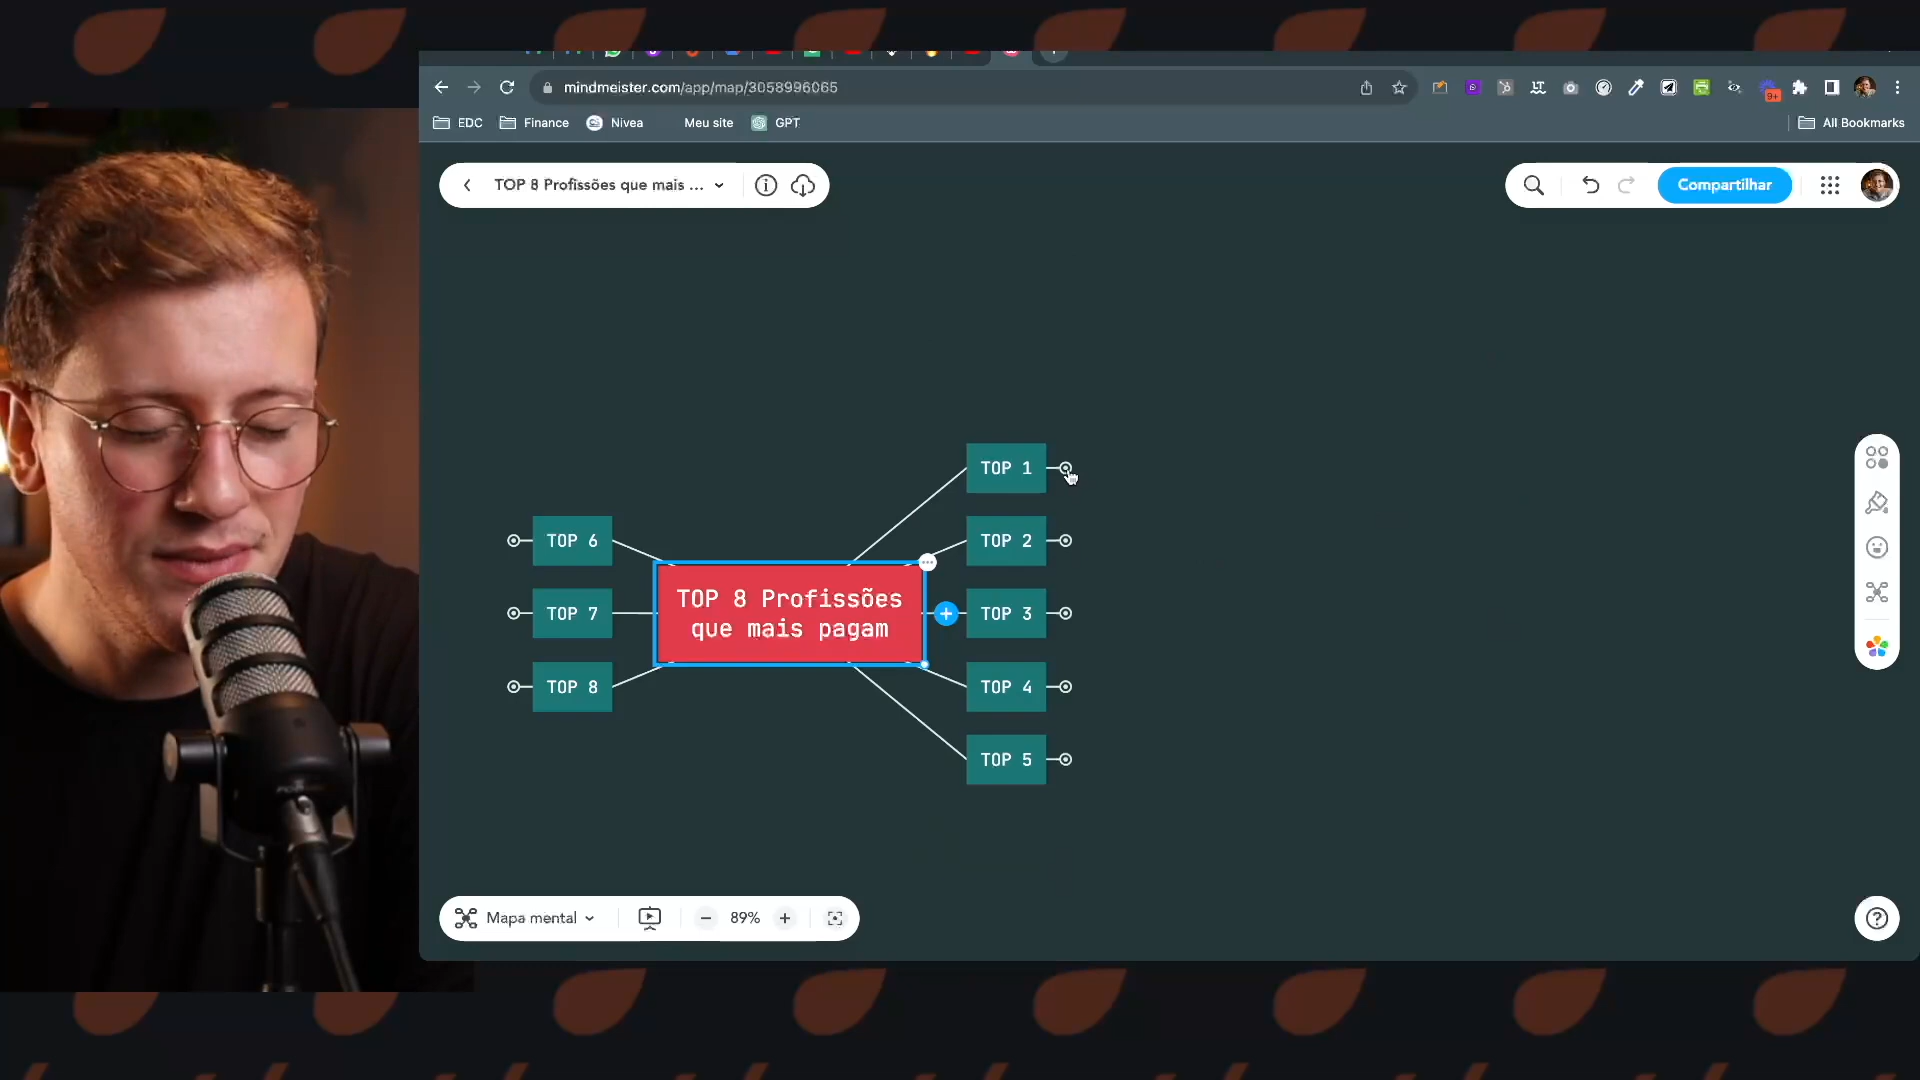 mindmeister.com/app/map/3058996065
9+
EDC
Finance
Nivea
Meu site
GPT
All Bookmarks
TOP 8 Profissões que mais ...
Compartilhar
TOP 1
TOP 6
TOP 2
TOP 8 Profissões
que mais pagam
TOP 7
TOP 3
TOP 8
TOP 4
TOP 5
Mapa mental
89%